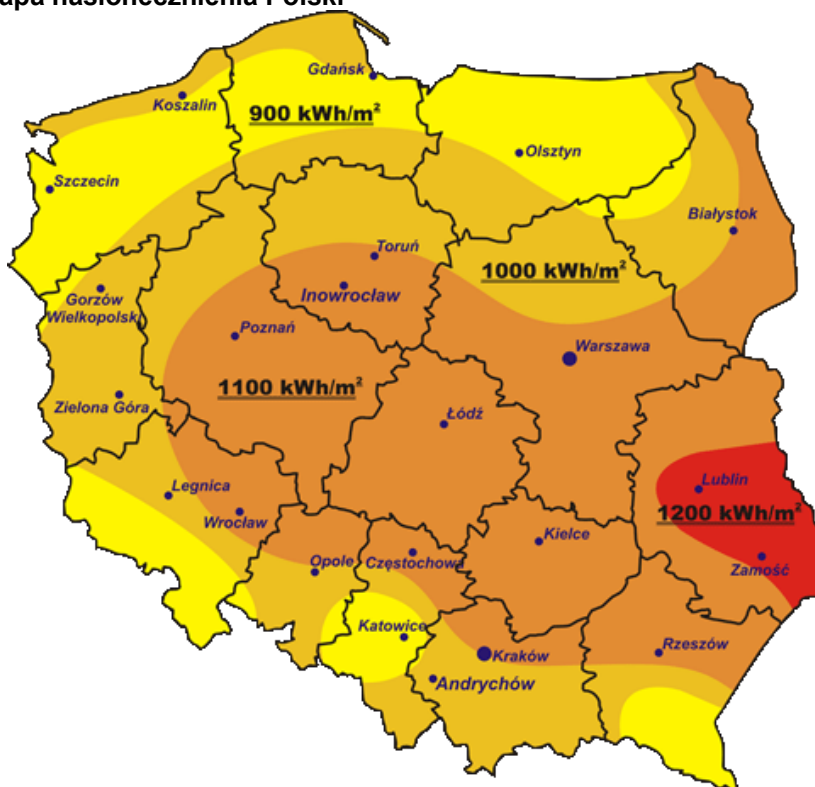 nasłonecznienia Polski
Gdańsk
Koszalin
900 kWh/m²
Olsztyn
Szczecin
Białystok
Toruń
1000 kWh/m²
Gorzów
Wielkopolsk
Inowrocław
Poznań
Warszawa
1100 kWh/m²
Zielona Góra
Łódź
Legnica
Lublin
Wrocław
1200 kWh/m²
Kielce
Opole
Częstochowa
Zamość
Katowice
Rzeszów
Kraków
Andrychów